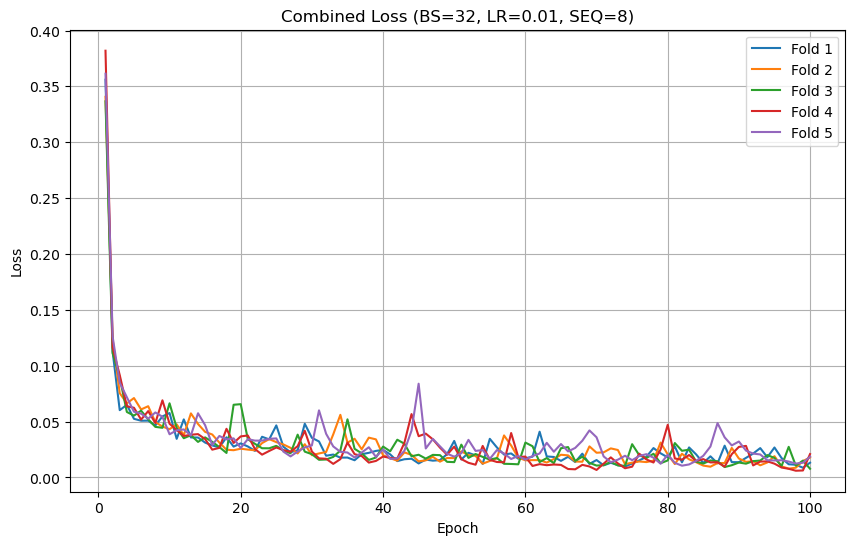 Combined Loss (BS=32, LR=0.01, SEQ=8)
Loss
0.40
0.35
0.30
0.25
0.20
0.15
0.10
0.05
0.00
Fold 1
Fold 2
Fold 3
Fold 4
Fold 5
0 20 40 60 80 100
Epoch